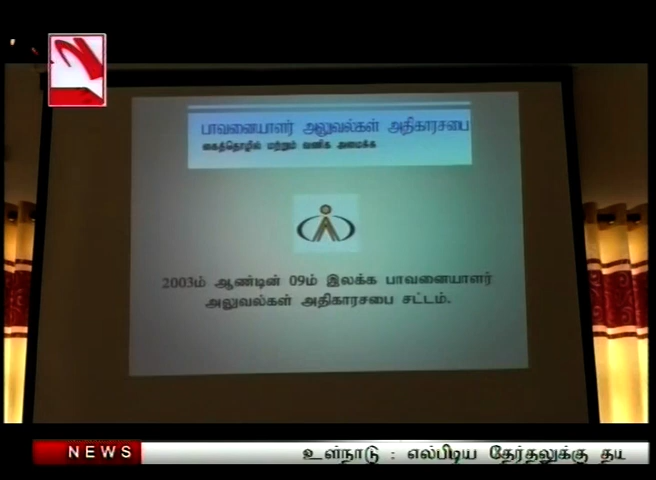 பாவனையாளர் அலுவல்கள் அதிகாரசபை
கைத்தொழில் மற்றும் வணிக அமைக்க
2003ம் ஆண்டின் 09ம் இலக்க பாவனையாளர்
அலுவல்கள் அதிகாரசபை சட்டம்.
NEWS
உள்நாடு : எல்பிடிய தேர்தலுக்கு தய